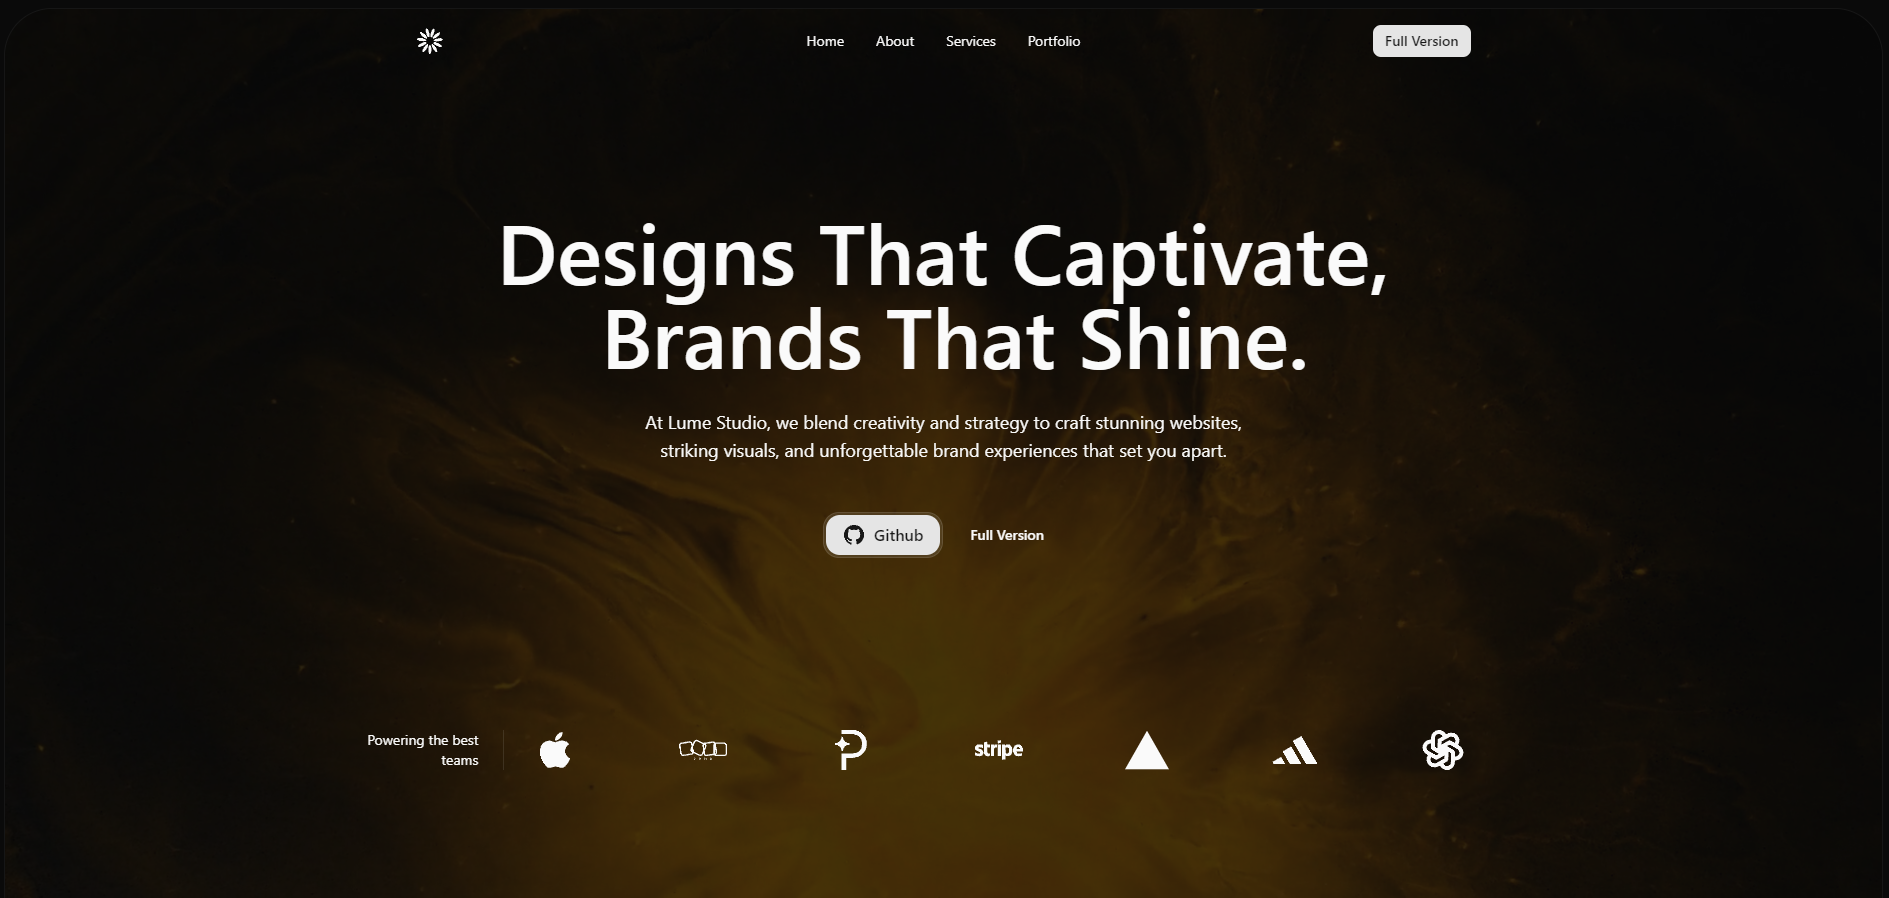 Home
About
Services
Portfolio
Full Version
Designs That Captivate,
Brands That Shine.
At Lume Studio, we blend creativity and strategy to craft stunning websites,
striking visuals, and unforgettable brand experiences that set you apart.
Github
Full Version
Powering the best
teams
stripe